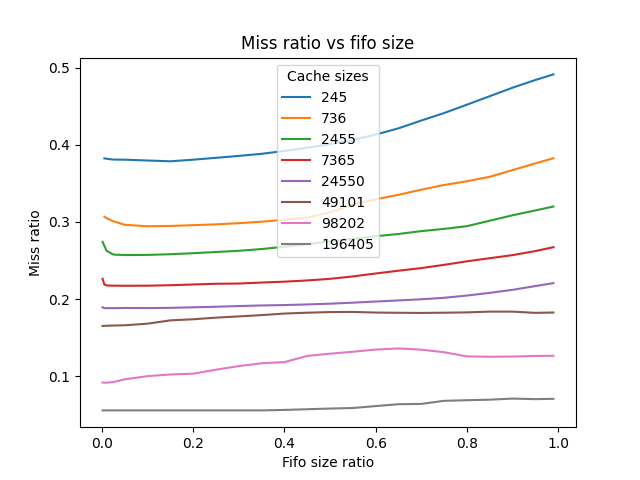 Miss ratio vs fifo size
Cache sizes
245
736
2455
7365
24550
49101
98202
196405
0.5
0.4
0.3
0.2
0.1
Miss ratio
0.0 0.2 0.4 0.6 0.8 1.0
Fifo size ratio